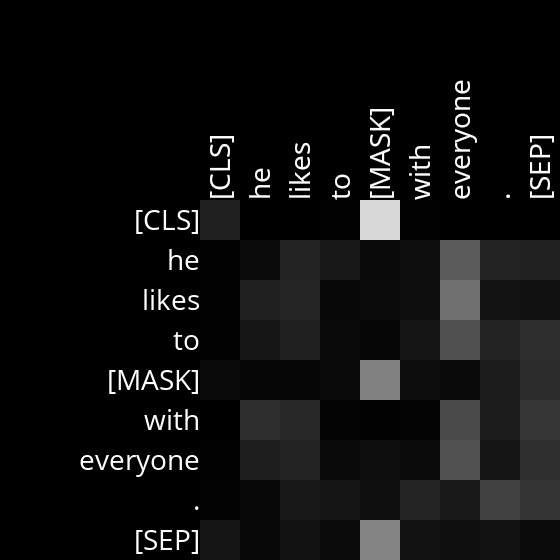 [CLS] he likes to [MASK] with everyone . [SEP]
[CLS]
he
likes
to
[MASK]
with
everyone
.
[SEP]